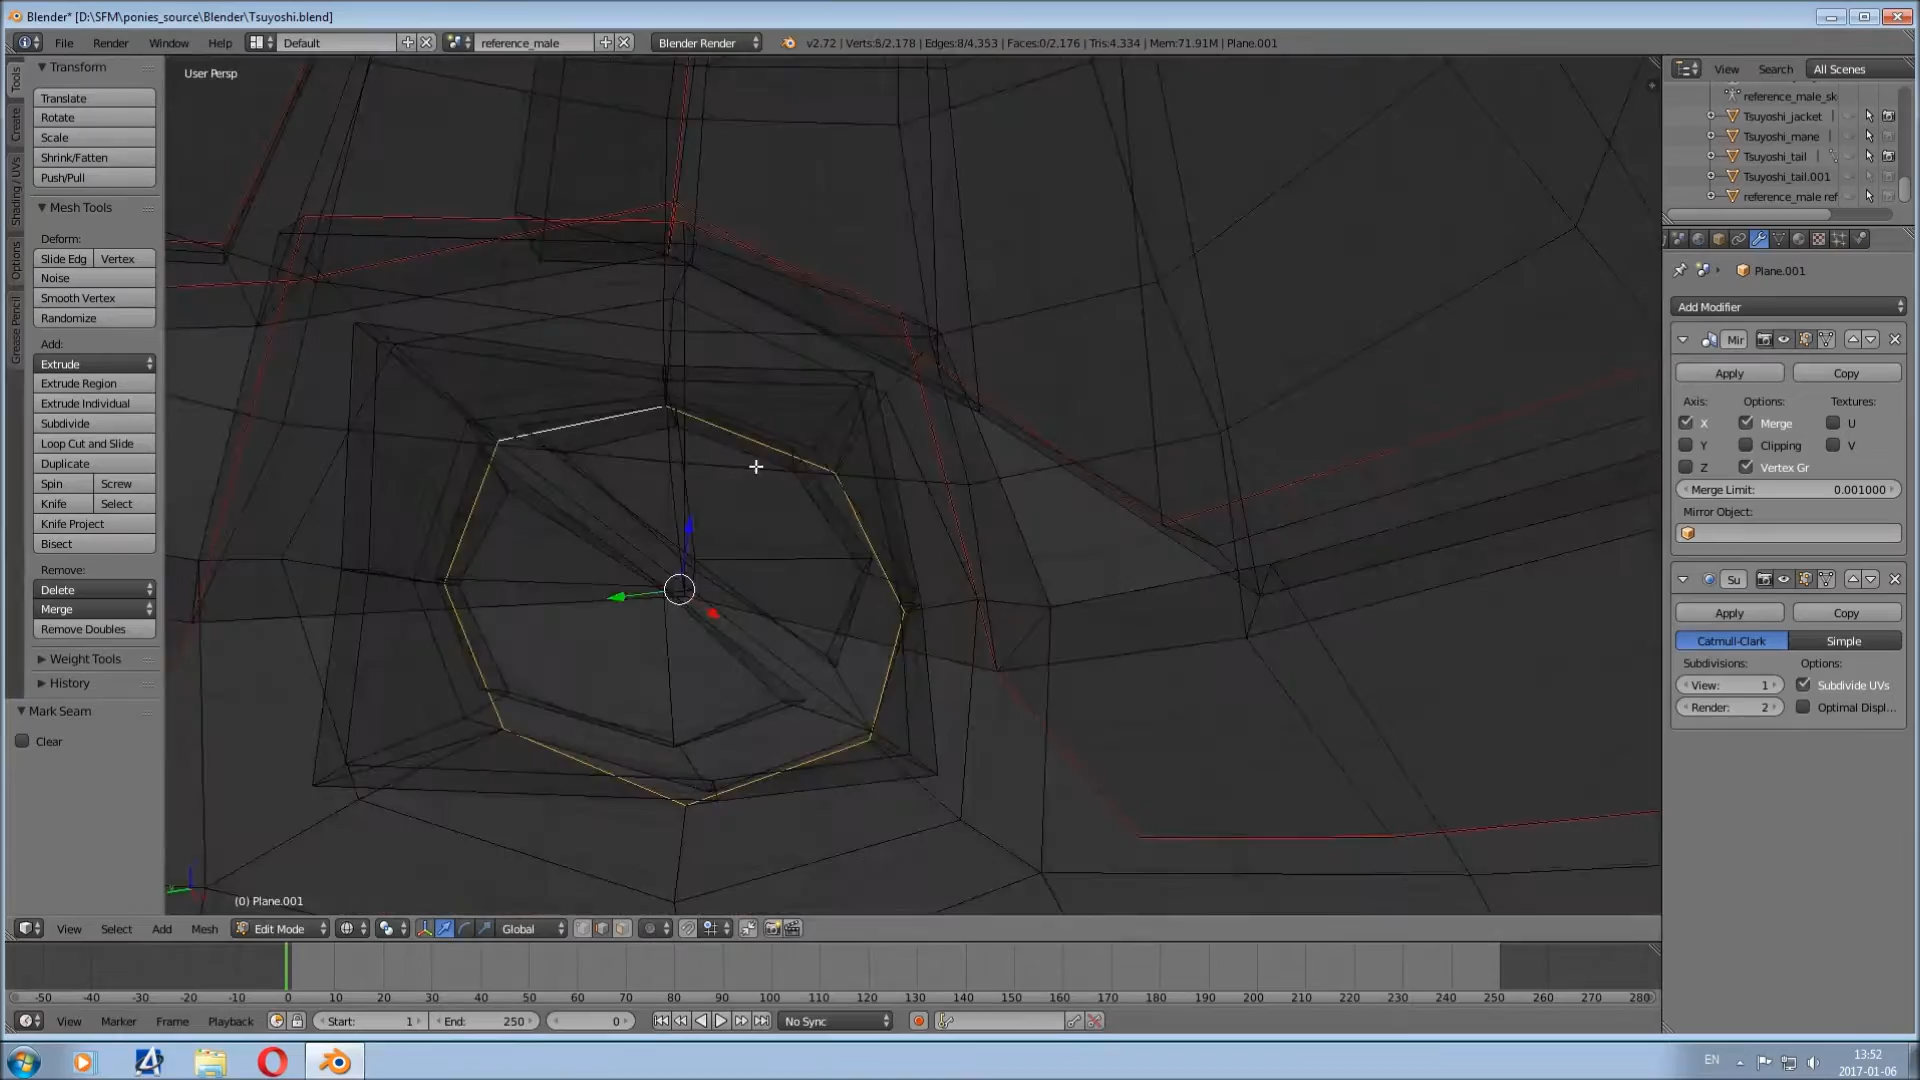 Blender* [D:\SFM\ponies_source\Blender\Tsuyoshi.blend]
File Render Window Help Default reference_male Blender Render v2.72 | Verts:8/2,178 | Edges:8/4,353 | Faces:0/2,176 | Tris:4,334 | Mem:71.91M | Plane.001
Transform
Translate
Rotate
Scale
Shrink/Fatten
Push/Pull
Mesh Tools
Deform:
Slide Edg Vertex
Noise
Smooth Vertex
Randomize
Add:
Extrude
Extrude Region
Extrude Individual
Subdivide
Loop Cut and Slide
Duplicate
Spin Screw
Knife Select
Knife Project
Bisect
Remove:
Delete
Merge
Remove Doubles
Weight Tools
History
Mark Seam
Clear
Tools
Create
Shading / UVs
Options
Grease Pencil
User Persp
(0) Plane.001
View Search All Scenes
reference_male_sk
Tsuyoshi_jacket
Tsuyoshi_mane
Tsuyoshi_tail
Tsuyoshi_tail.001
reference_male ref
Plane.001
Add Modifier
Mir
Apply Copy
Axis: Options: Textures:
X Merge U
Y Clipping V
Z Vertex Gr
Merge Limit: 0.001000
Mirror Object:
Su
Apply Copy
Catmull-Clark Simple
Subdivisions: Options:
View: 1 Subdivide UVs
Render: 2 Optimal Displ...
View Select Add Mesh Edit Mode Global
-50 -40 -30 -20 -10 0 10 20 30 40 50 60 70 80 90 100 110 120 130 140 150 160 170 180 190 200 210 220 230 240 250 260 270 280
View Marker Frame Playback Start: 1 End: 250 0 No Sync
EN
13:52
2017-01-06